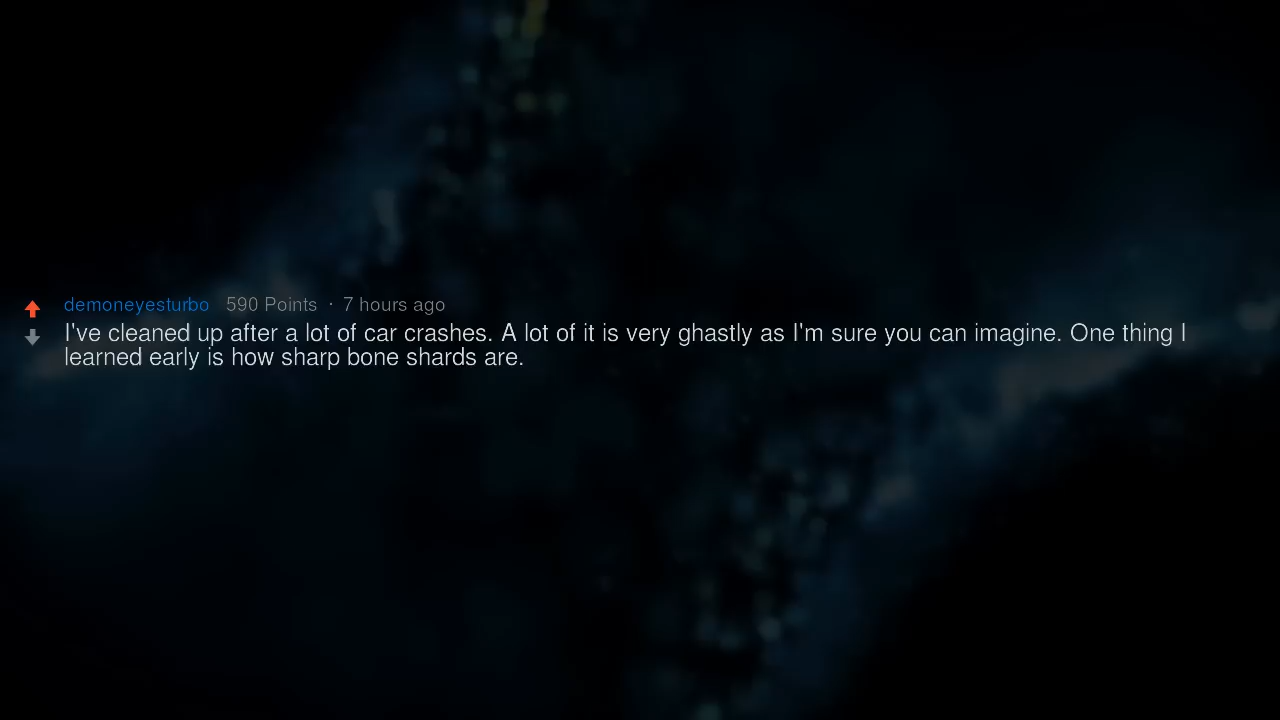 demoneyesturbo 590 Points · 7 hours ago
I've cleaned up after a lot of car crashes. A lot of it is very ghastly as I'm sure you can imagine. One thing I
learned early is how sharp bone shards are.